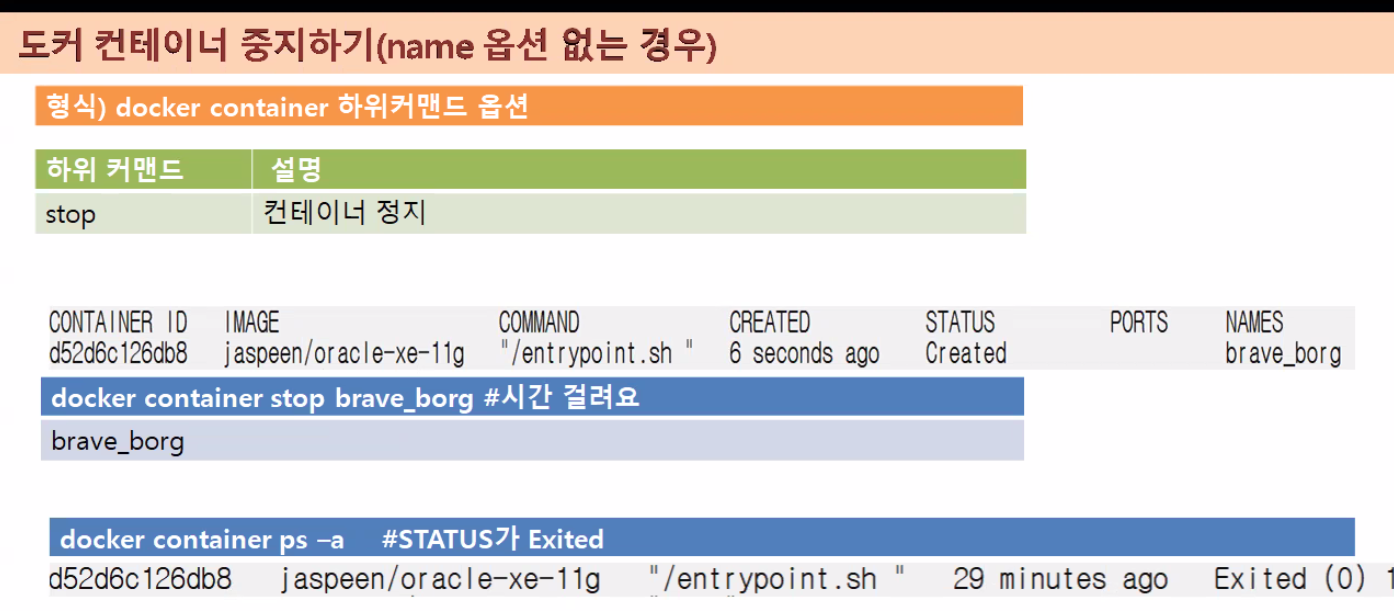 도커 컨테이너 중지하기(name 옵션 없는 경우)
형식) docker container 하위커맨드 옵션
하위 커맨드 설명
stop 컨테이너 정지
CONTAINER ID IMAGE COMMAND CREATED STATUS PORTS NAMES
d52d6c126db8 jaspeen/oracle-xe-11g "/entrypoint.sh " 6 seconds ago Created brave_borg
docker container stop brave_borg #시간 걸려요
brave_borg
docker container ps –a #STATUS가 Exited
d52d6c126db8 jaspeen/oracle-xe-11g "/entrypoint.sh " 29 minutes ago Exited (0) 1